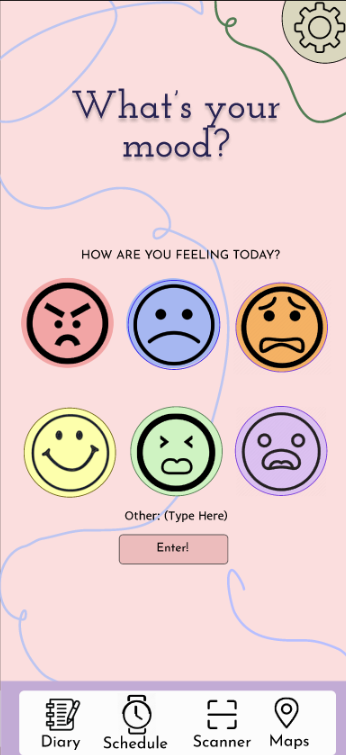 What's your
mood?
HOW ARE YOU FEELING TODAY?
Other: (Type Here)
Enter!
Diary
Schedule
Scanner
Maps